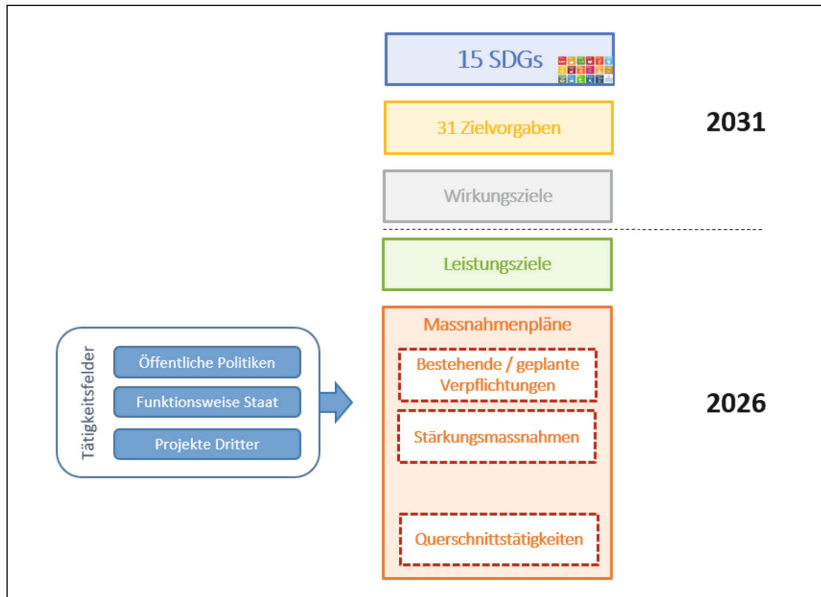 15 SDGs
31 Zielvorgaben
2031
Wirkungsziele
Leistungsziele
Massnahmenpläne
Bestehende / geplante
Verpflichtungen
Stärkungsmassnahmen
Querschnittstätigkeiten
2026
Tätigkeitsfelder
Öffentliche Politiken
Funktionsweise Staat
Projekte Dritter